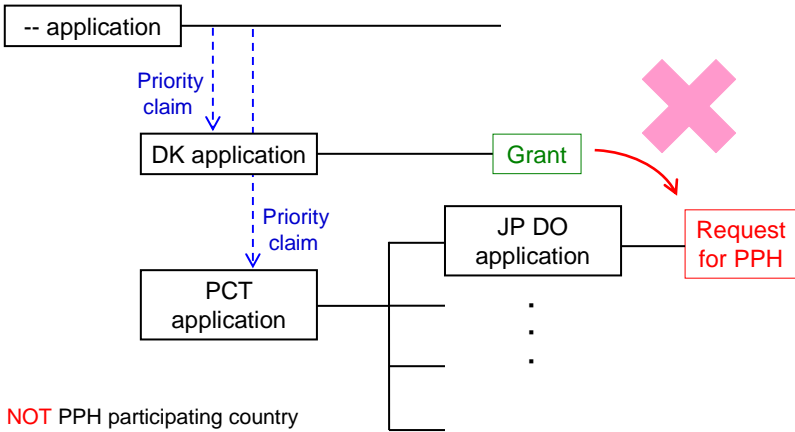 -- application
Priority
claim
DK application
Grant
Priority
claim
JP DO
application
Request
for PPH
PCT
application
.
.
.
NOT PPH participating country